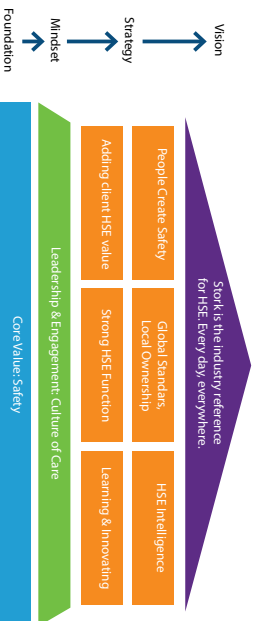 Vision
Stork is the industry reference
for HSE. Every day, everywhere.
Strategy
People Create Safety
Global Standars,
Local Ownership
HSE Intelligence
Adding client HSE value
Strong HSE Function
Learning & Innovating
Mindset
Leadership & Engagement: Culture of Care
Foundation
Core Value: Safety